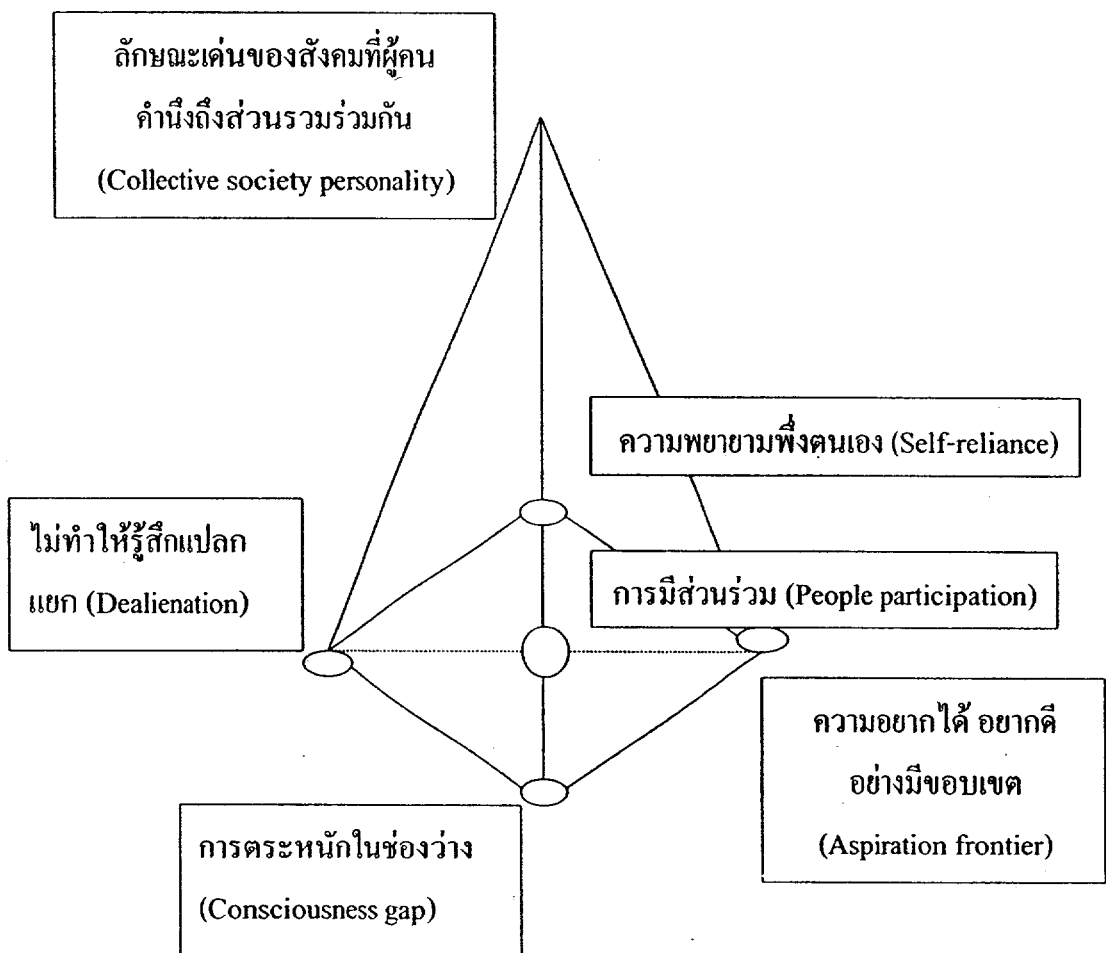 ลักษณะเด่นของสังคมที่ผู้คน
คำนึงถึงส่วนรวมร่วมกัน
(Collective society personality)
ความพยายามพึ่งตนเอง (Self-reliance)
ไม่ทำให้รู้สึกแปลก
แยก (Dealienation)
การมีส่วนร่วม (People participation)
ความอยากได้ อยากดี
อย่างมีขอบเขต
(Aspiration frontier)
การตระหนักในช่องว่าง
(Consciousness gap)